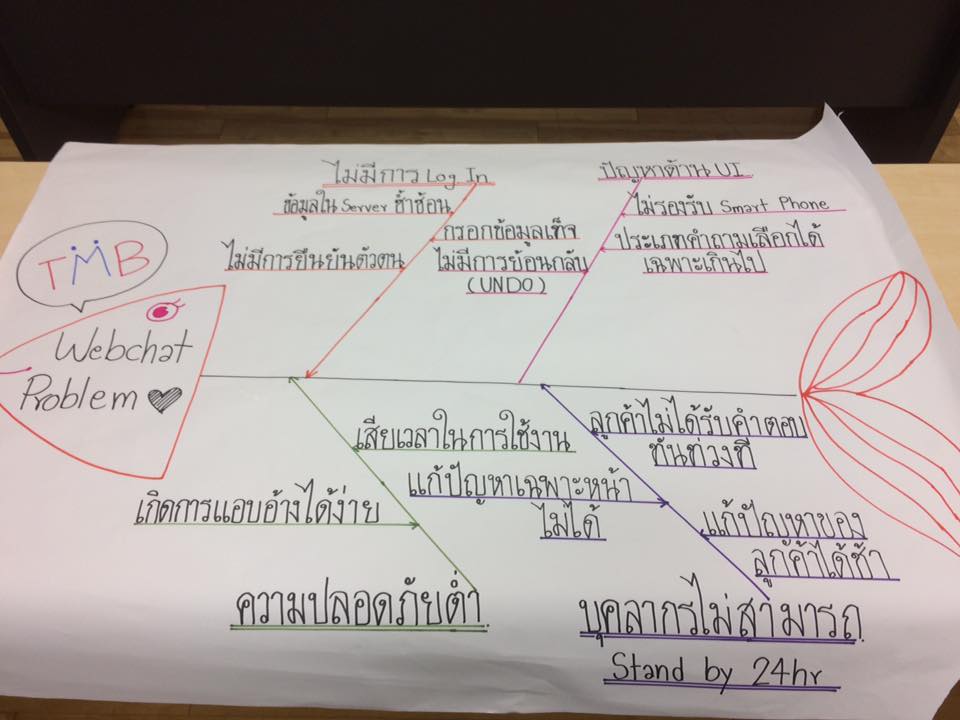 TMB
Webchat
Problem
ไม่มีการ Log In
ข้อมูลใน Server ซ้ำซ้อน
กรอกข้อมูลเท็จ
ไม่มีการยืนยันตัวตน
ปัญหาด้าน UI
ไม่รองรับ Smart Phone
ประเภทคำถามเลือกได้
เฉพาะเกินไป
ไม่มีการย้อนกลับ
(UNDO)
เสียเวลาในการใช้งาน
เกิดการแอบอ้างได้ง่าย
ความปลอดภัยต่ำ
ลูกค้าไม่ได้รับคำตอบ
ทันท่วงที
แก้ปัญหาเฉพาะหน้า
ไม่ได้
แก้ปัญหาของ
ลูกค้าได้ช้า
บุคลากรไม่สามารถ
Stand by 24hr